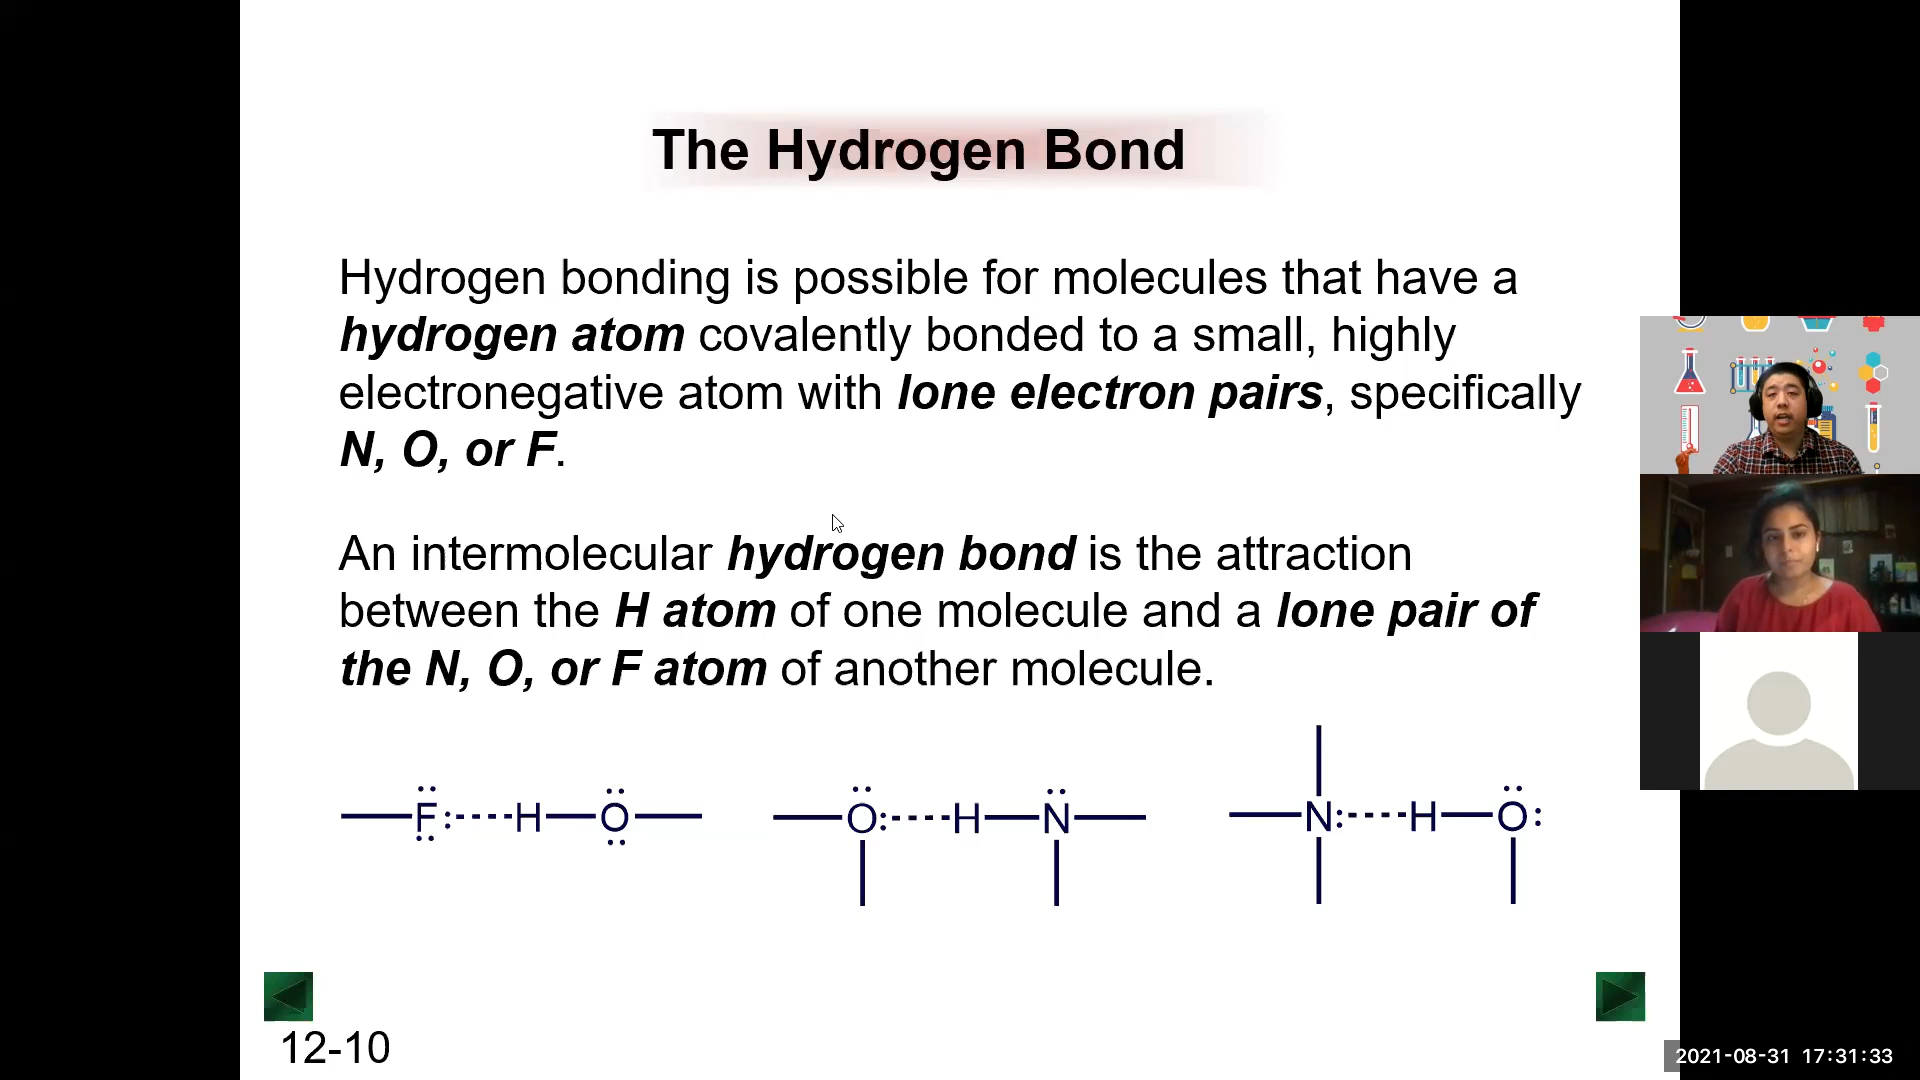 The Hydrogen Bond
Hydrogen bonding is possible for molecules that have a
hydrogen atom covalently bonded to a small, highly
electronegative atom with lone electron pairs, specifically
N, O, or F.
An intermolecular hydrogen bond is the attraction
between the H atom of one molecule and a lone pair of
the N, O, or F atom of another molecule.
F H O
O H N
N H O
12-10
2021-08-31 17:31:33